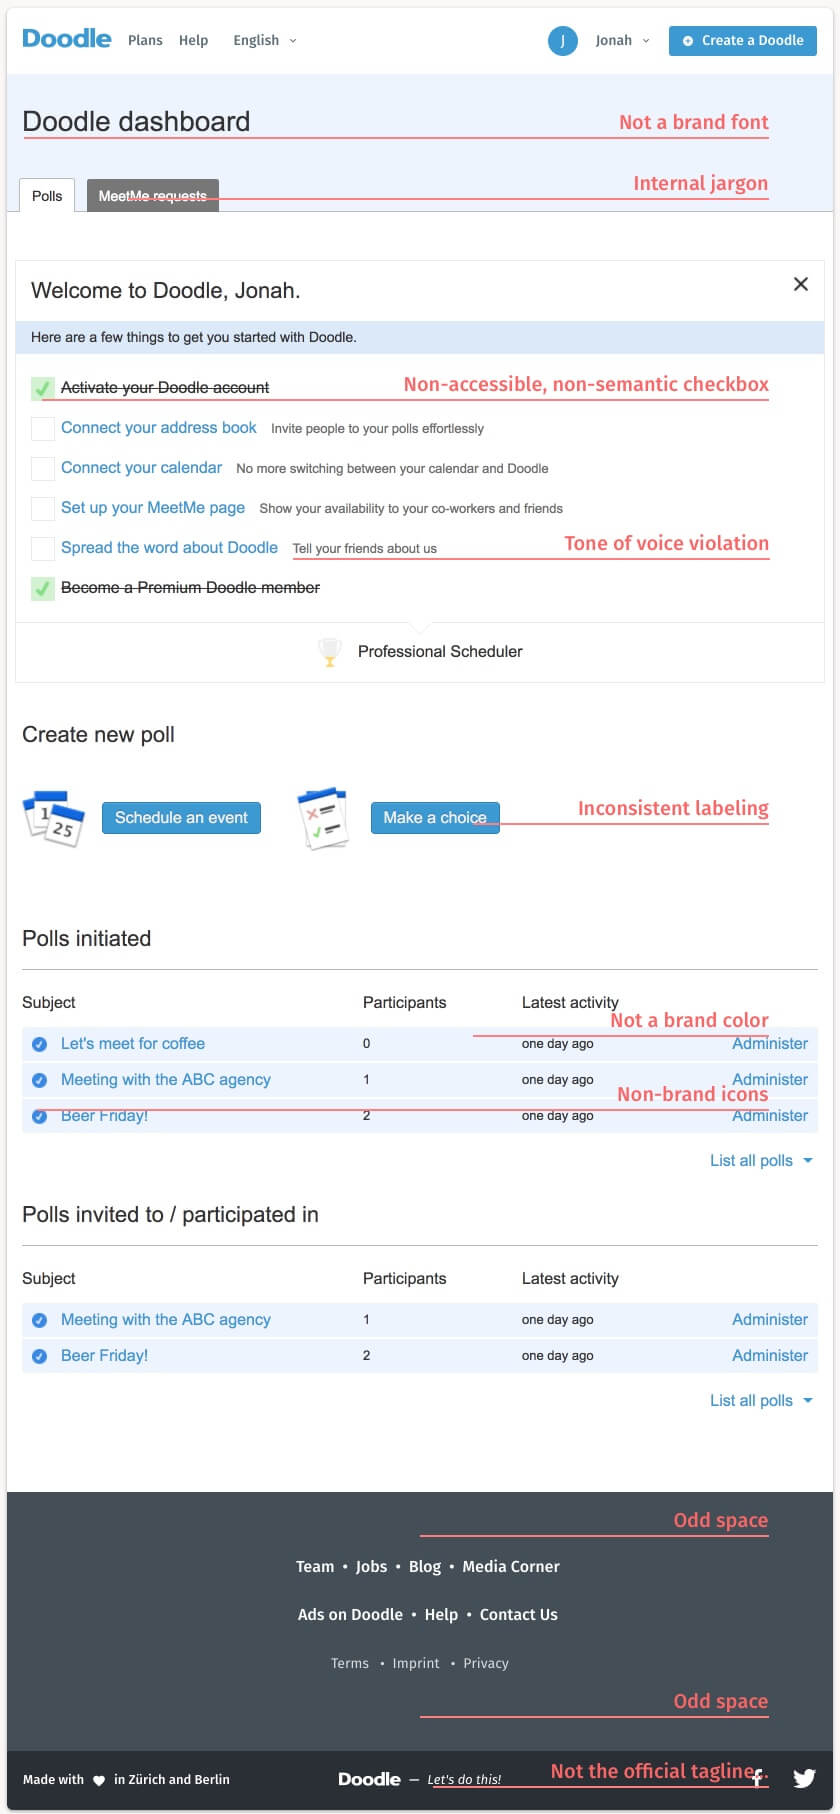 Doodle Plans Help English J Jonah Create a Doodle
Doodle dashboard Not a brand font
Internal jargon
Polls MeetMe requests
Welcome to Doodle, Jonah.
Here are a few things to get you started with Doodle.
Activate your Doodle account Non-accessible, non-semantic checkbox
Connect your address book Invite people to your polls effortlessly
Connect your calendar No more switching between your calendar and Doodle
Set up your MeetMe page Show your availability to your co-workers and friends
Spread the word about Doodle Tell your friends about us Tone of voice violation
Become a Premium Doodle member
Professional Scheduler
Create new poll
1 25 Schedule an event Make a choice Inconsistent labeling
Polls initiated
Subject Participants Latest activity
Not a brand color
Let's meet for coffee 0 one day ago Administer
Meeting with the ABC agency 1 one day ago Administer
Non-brand icons
Beer Friday! 2 one day ago Administer
List all polls
Polls invited to / participated in
Subject Participants Latest activity
Meeting with the ABC agency 1 one day ago Administer
Beer Friday! 2 one day ago Administer
List all polls
Odd space
Team • Jobs • Blog • Media Corner
Ads on Doodle • Help • Contact Us
Terms • Imprint • Privacy
Odd space
Not the official tagline...
Made with in Zürich and Berlin Doodle – Let's do this!